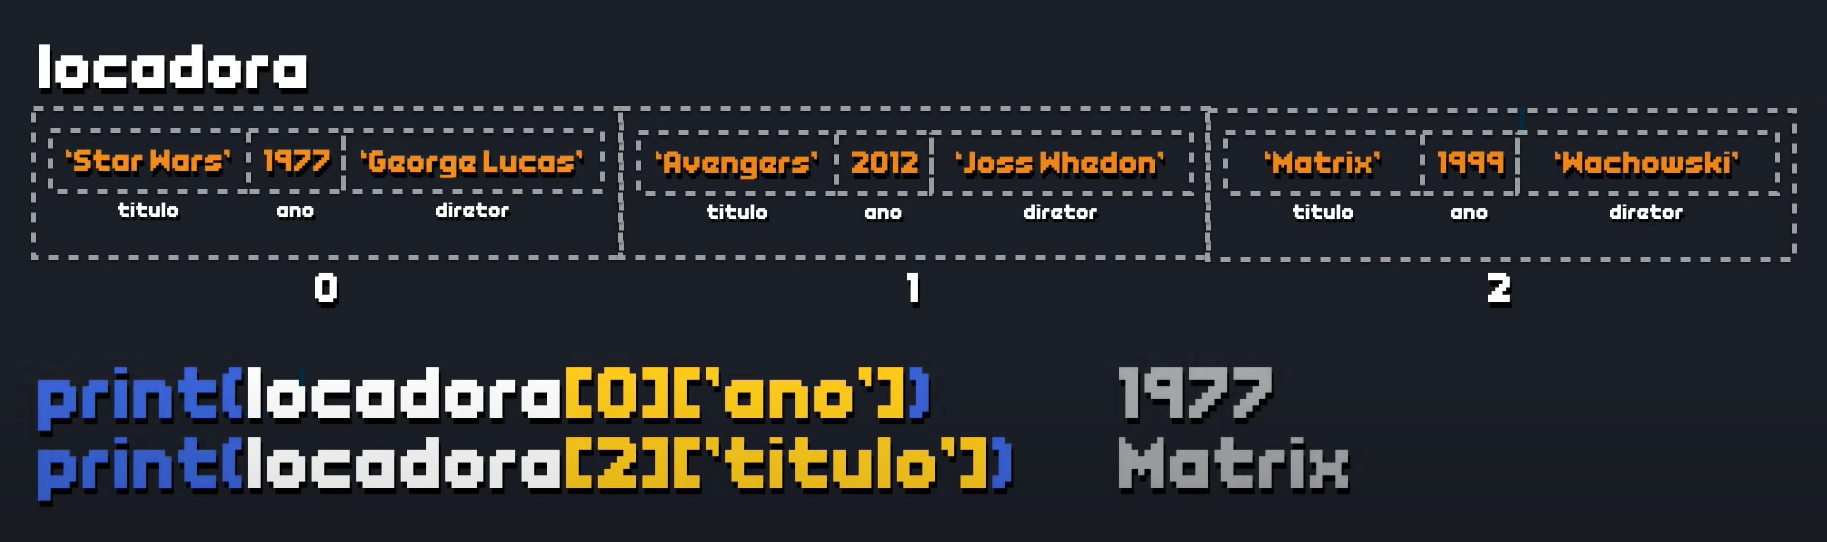 locadora
'Star Wars' 1977 'George Lucas' 'Avengers' 2012 'Joss Whedon' 'Matrix' 1999 'Wachowski'
titulo ano diretor titulo ano diretor titulo ano diretor
0 1 2
print(locadora[0]['ano']) 1977
print(locadora[2]['titulo']) Matrix